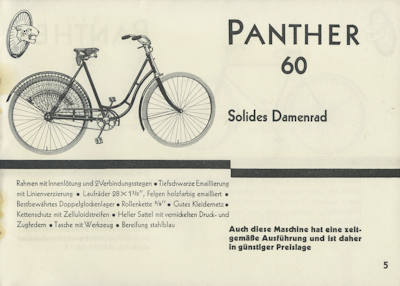 PANTHER
60
Solides Damenrad
Rahmen mit Innenlötung und 2 Verbindungsstegen • Tiefschwarze Emaillierung
mit Linienverzierung • Laufräder 28 × 1½", Felgen holzfarbig emailliert •
Bestbewährtes Doppelglockenlager • Rollenkette ⅝" • Gutes Kleidernetz •
Kettenschutz mit Zelluloidstreifen • Heller Sattel mit vernickelten Druck- und
Zugfedern • Tasche mit Werkzeug • Bereifung stahlblau
Auch diese Maschine hat eine zeit-
gemäße Ausführung und ist daher
in günstiger Preislage
5